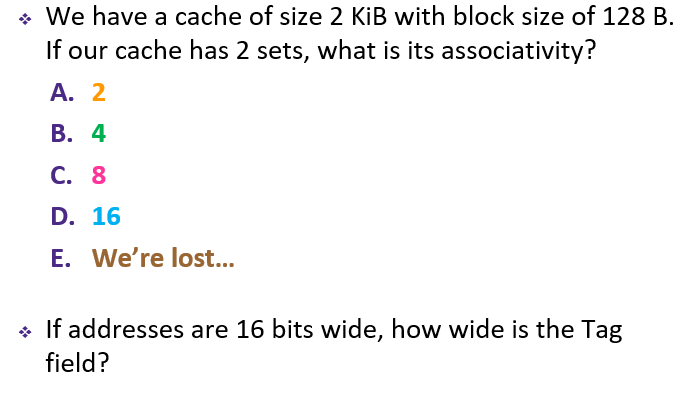 ❖ We have a cache of size 2 KiB with block size of 128 B.
If our cache has 2 sets, what is its associativity?
A. 2
B. 4
C. 8
D. 16
E. We’re lost…
❖ If addresses are 16 bits wide, how wide is the Tag
field?